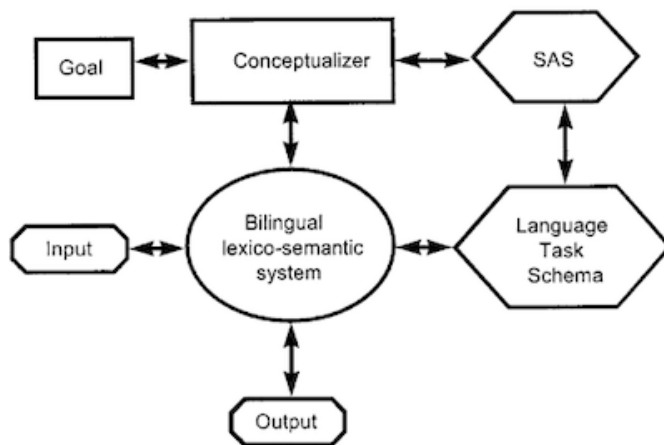 Goal
Conceptualizer
SAS
Input
Bilingual
lexico-semantic
system
Language
Task
Schema
Output